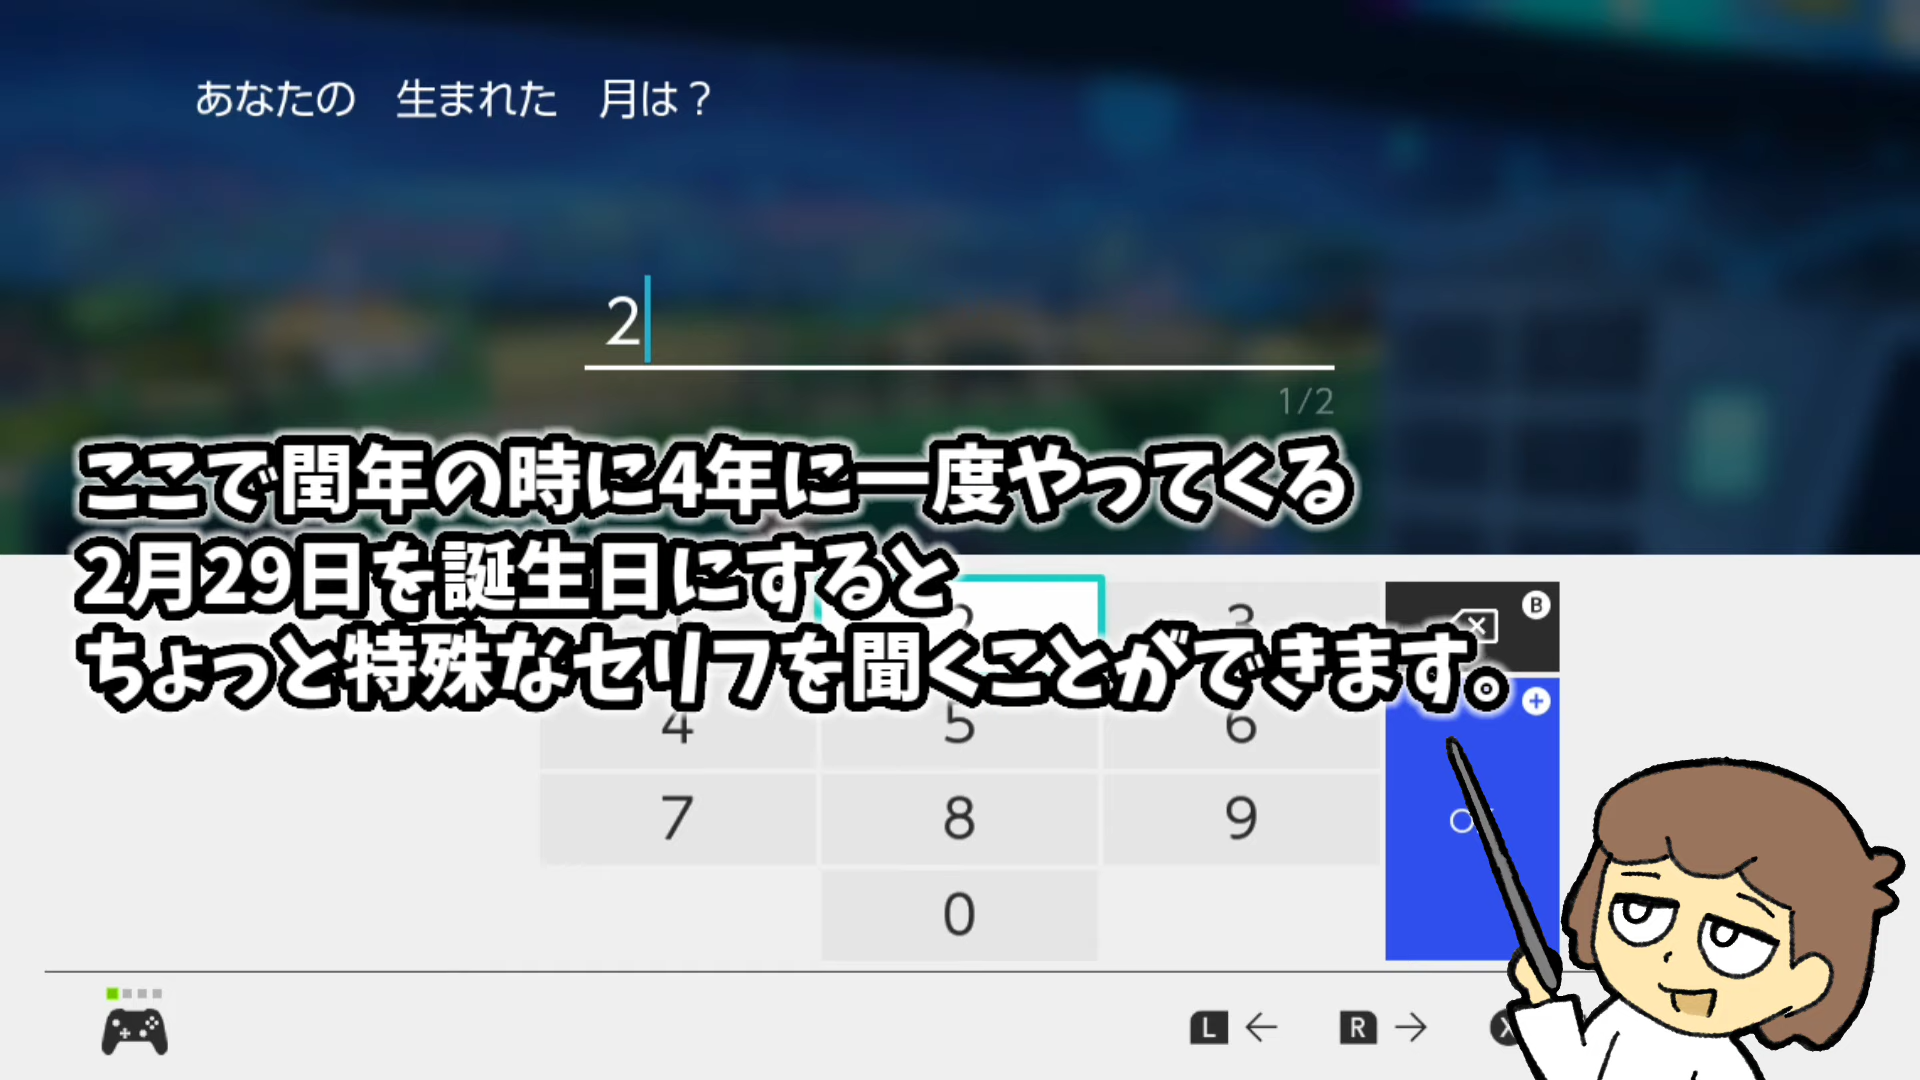 あなたの　生まれた　月は？
2
1/2
ここで閏年の時に4年に一度やってくる
2月29日を誕生日にすると
ちょっと特殊なセリフを聞くことができます。
2 3 B
4 5 6 +
7 8 9
0
L ← R → X